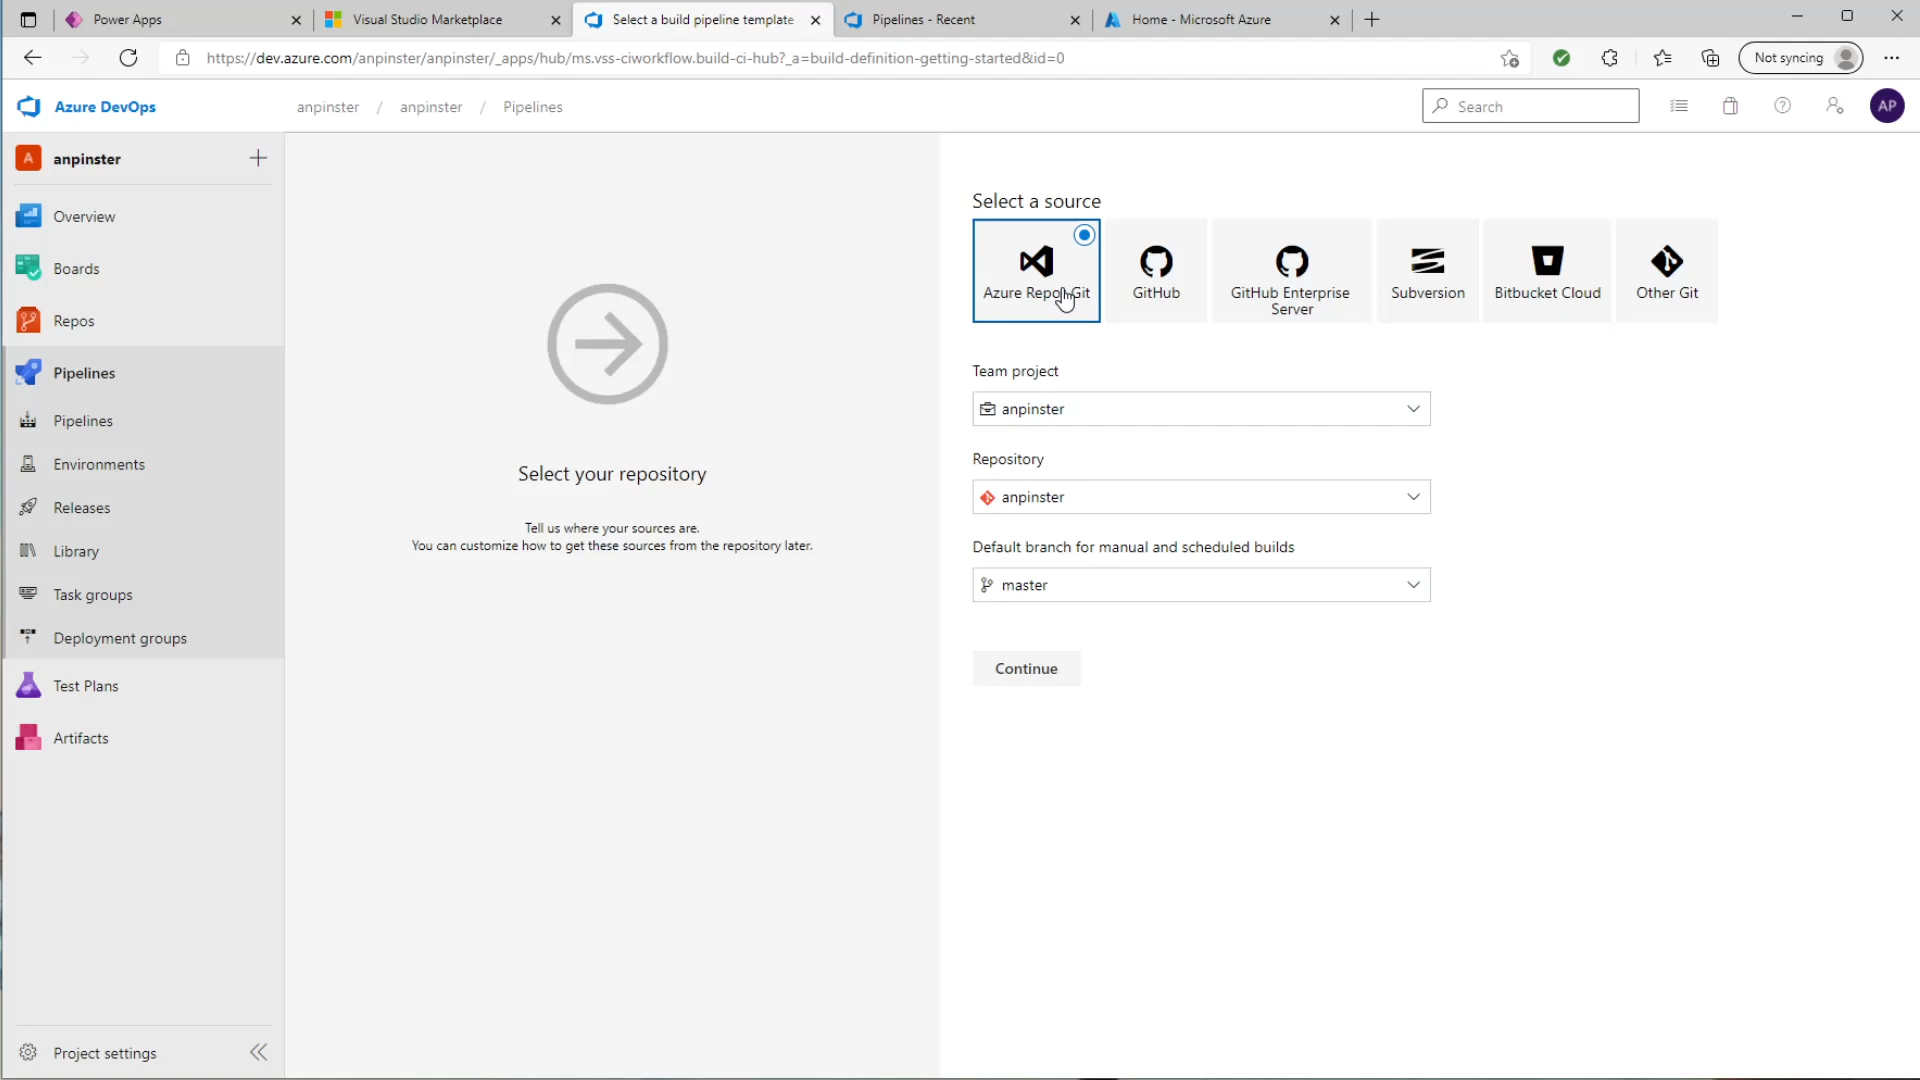 Power Apps
Visual Studio Marketplace
Select a build pipeline template
Pipelines - Recent
Home - Microsoft Azure
https://dev.azure.com/anpinster/anpinster/_apps/hub/ms.vss-ciworkflow.build-ci-hub?_a=build-definition-getting-started&id=0
Not syncing
Azure DevOps
anpinster / anpinster / Pipelines
Search
AP
A anpinster
Overview
Boards
Repos
Pipelines
Pipelines
Environments
Releases
Library
Task groups
Deployment groups
Test Plans
Artifacts
Project settings
Select your repository
Tell us where your sources are.
You can customize how to get these sources from the repository later.
Select a source
Azure Repos Git
GitHub
GitHub Enterprise
Server
Subversion
Bitbucket Cloud
Other Git
Team project
anpinster
Repository
anpinster
Default branch for manual and scheduled builds
master
Continue